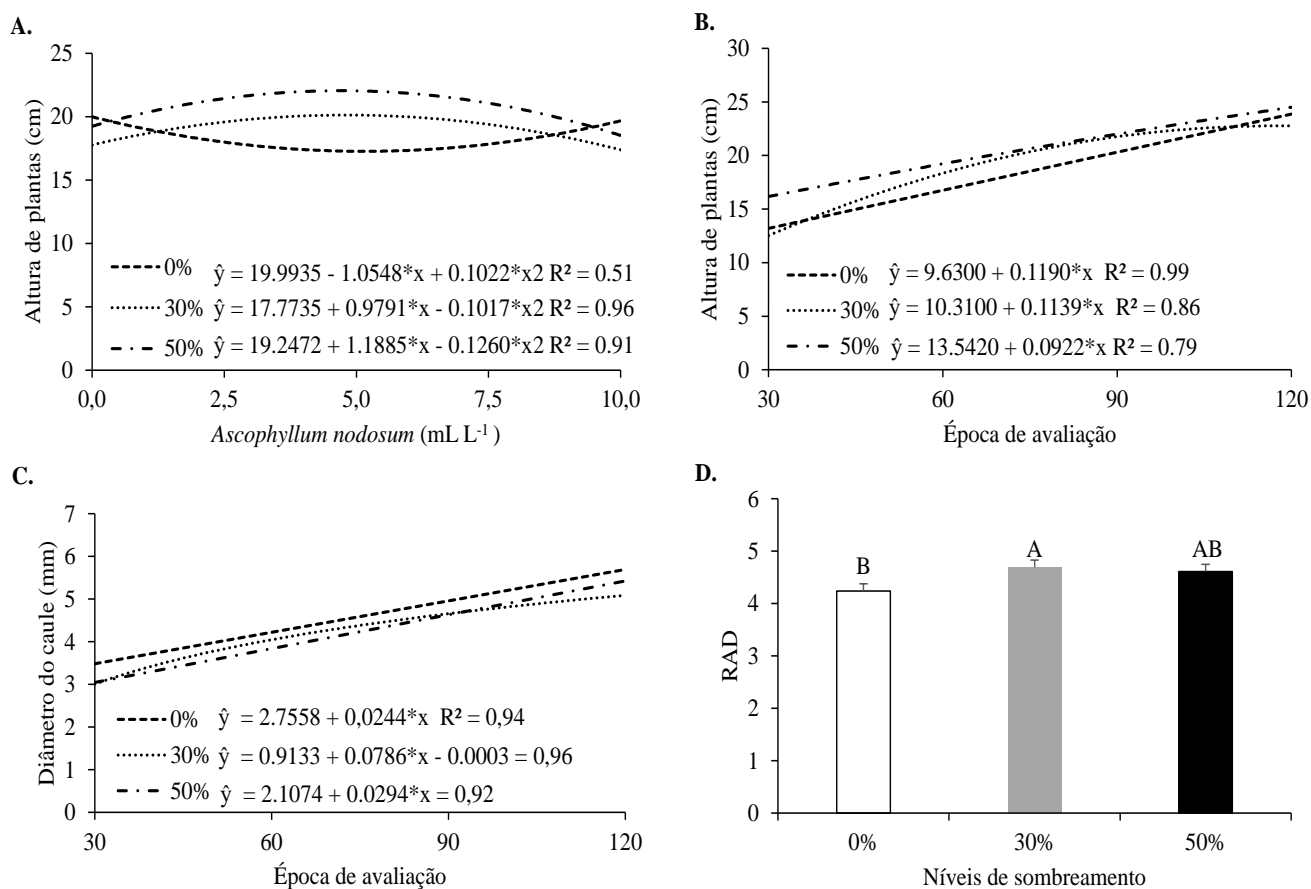 A.
Altura de plantas (cm)
25
20
15
10
5
0
0% ŷ = 19.9935 - 1.0548*x + 0.1022*x2 R² = 0.51
30% ŷ = 17.7735 + 0.9791*x - 0.1017*x2 R² = 0.96
50% ŷ = 19.2472 + 1.1885*x - 0.1260*x2 R² = 0.91
0,0 2,5 5,0 7,5 10,0
Ascophyllum nodosum (mL L⁻¹ )
B.
Altura de plantas (cm)
30
25
20
15
10
5
0
0% ŷ = 9.6300 + 0.1190*x R² = 0.99
30% ŷ = 10.3100 + 0.1139*x R² = 0.86
50% ŷ = 13.5420 + 0.0922*x R² = 0.79
30 60 90 120
Época de avaliação
C.
Diâmetro do caule (mm)
7
6
5
4
3
2
1
0
0% ŷ = 2.7558 + 0,0244*x R² = 0,94
30% ŷ = 0.9133 + 0.0786*x - 0.0003 = 0,96
50% ŷ = 2.1074 + 0.0294*x = 0,92
30 60 90 120
Época de avaliação
D.
RAD
6
5
4
3
2
1
0
B A AB
0% 30% 50%
Níveis de sombreamento